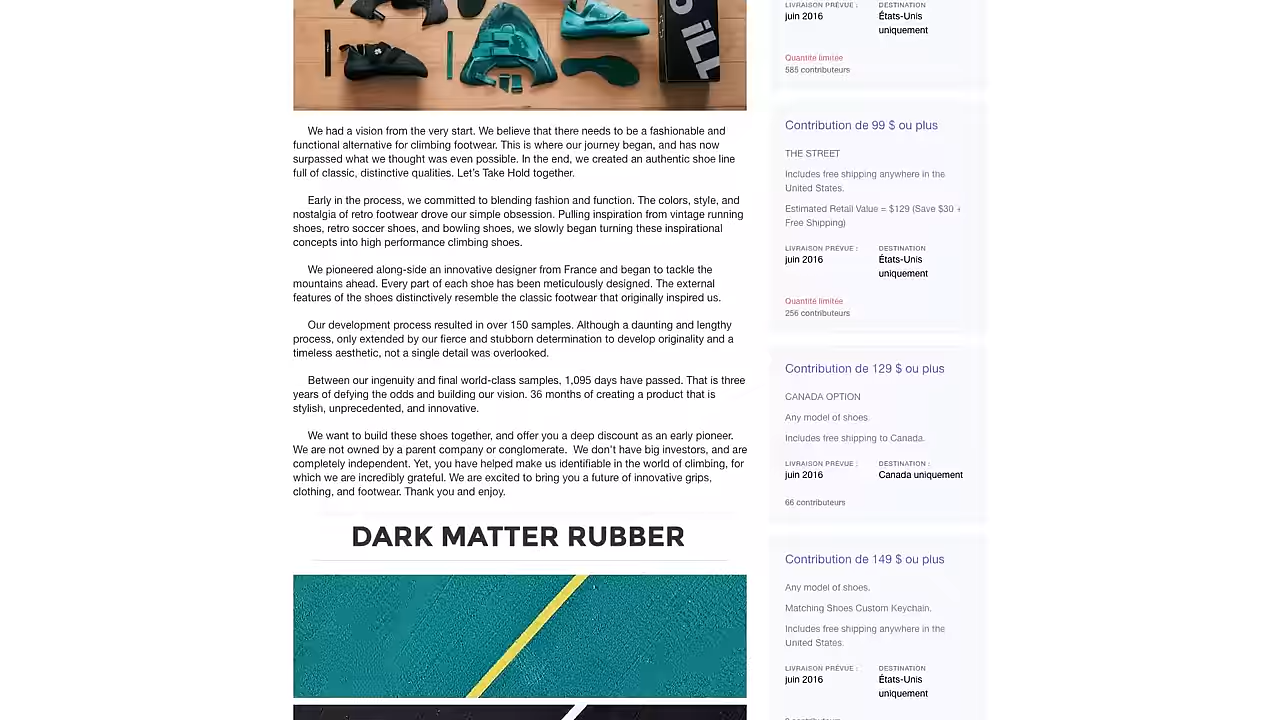 So iLL
We had a vision from the very start. We believe that there needs to be a fashionable and
functional alternative for climbing footwear. This is where our journey began, and has now
surpassed what we thought was even possible. In the end, we created an authentic shoe line
full of classic, distinctive qualities. Let's Take Hold together.
Early in the process, we committed to blending fashion and function. The colors, style, and
nostalgia of retro footwear drove our simple obsession. Pulling inspiration from vintage running
shoes, retro soccer shoes, and bowling shoes, we slowly began turning these inspirational
concepts into high performance climbing shoes.
We pioneered along-side an innovative designer from France and began to tackle the
mountains ahead. Every part of each shoe has been meticulously designed. The external
features of the shoes distinctively resemble the classic footwear that originally inspired us.
Our development process resulted in over 150 samples. Although a daunting and lengthy
process, only extended by our fierce and stubborn determination to develop originality and a
timeless aesthetic, not a single detail was overlooked.
Between our ingenuity and final world-class samples, 1,095 days have passed. That is three
years of defying the odds and building our vision. 36 months of creating a product that is
stylish, unprecedented, and innovative.
We want to build these shoes together, and offer you a deep discount as an early pioneer.
We are not owned by a parent company or conglomerate.  We don't have big investors, and are
completely independent. Yet, you have helped make us identifiable in the world of climbing, for
which we are incredibly grateful. We are excited to bring you a future of innovative grips,
clothing, and footwear. Thank you and enjoy.
DARK MATTER RUBBER
LIVRAISON PRÉVUE : DESTINATION
juin 2016 États-Unis
uniquement
Quantité limitée
585 contributeurs
Contribution de 99 $ ou plus
THE STREET
Includes free shipping anywhere in the
United States.
Estimated Retail Value = $129 (Save $30 +
Free Shipping)
LIVRAISON PRÉVUE : DESTINATION
juin 2016 États-Unis
uniquement
Quantité limitée
256 contributeurs
Contribution de 129 $ ou plus
CANADA OPTION
Any model of shoes.
Includes free shipping to Canada.
LIVRAISON PRÉVUE : DESTINATION :
juin 2016 Canada uniquement
66 contributeurs
Contribution de 149 $ ou plus
Any model of shoes.
Matching Shoes Custom Keychain.
Includes free shipping anywhere in the
United States.
LIVRAISON PRÉVUE : DESTINATION
juin 2016 États-Unis
uniquement